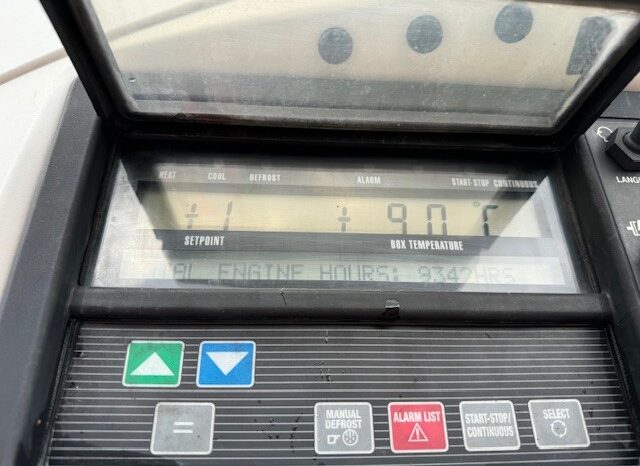 HEAT COOL DEFROST ALARM START-STOP CONTINUOUS
+1 + 90 °C
SETPOINT BOX TEMPERATURE
ENGINE HOURS: 9342HRS
MANUAL DEFROST
ALARM LIST
START-STOP/ CONTINUOUS
SELECT
=